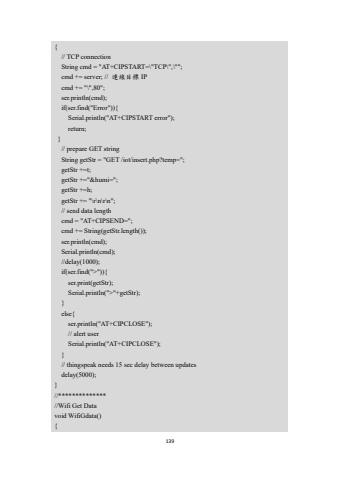 {
// TCP connection
String cmd = "AT+CIPSTART=\"TCP\",\"";
cmd += server; // 連線目標 IP
cmd += "\",80";
ser.println(cmd);
if(ser.find("Error")){
Serial.println("AT+CIPSTART error");
return;
}
// prepare GET string
String getStr = "GET /iot/insert.php?temp=";
getStr +=t;
getStr +="&humi=";
getStr +=h;
getStr += "\r\n\r\n";
// send data length
cmd = "AT+CIPSEND=";
cmd += String(getStr.length());
ser.println(cmd);
Serial.println(cmd);
//delay(1000);
if(ser.find(">")){
ser.print(getStr);
Serial.println(">"+getStr);
}
else{
ser.println("AT+CIPCLOSE");
// alert user
Serial.println("AT+CIPCLOSE");
}
// thingspeak needs 15 sec delay between updates
delay(5000);
}
//**************
//Wifi Get Data
void WifiGdata()
{
139